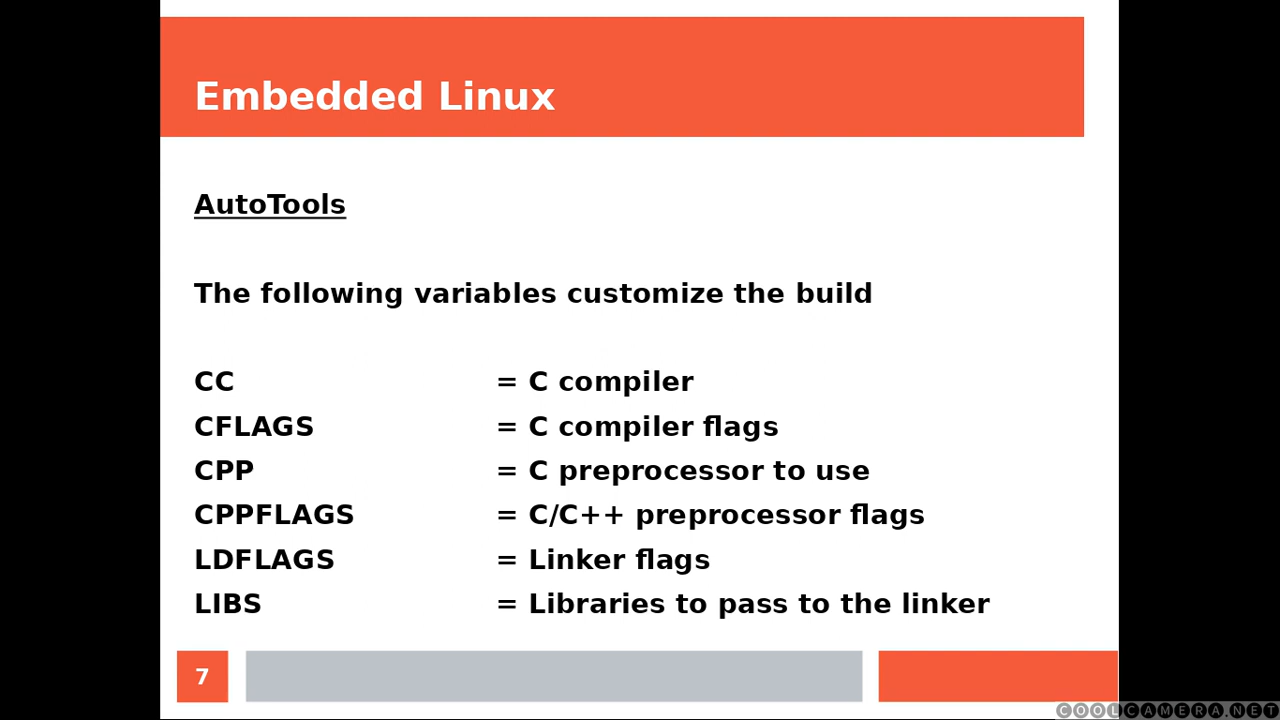 Embedded Linux
AutoTools
The following variables customize the build
CC = C compiler
CFLAGS = C compiler flags
CPP = C preprocessor to use
CPPFLAGS = C/C++ preprocessor flags
LDFLAGS = Linker flags
LIBS = Libraries to pass to the linker
7
COOLCAMERA.NET